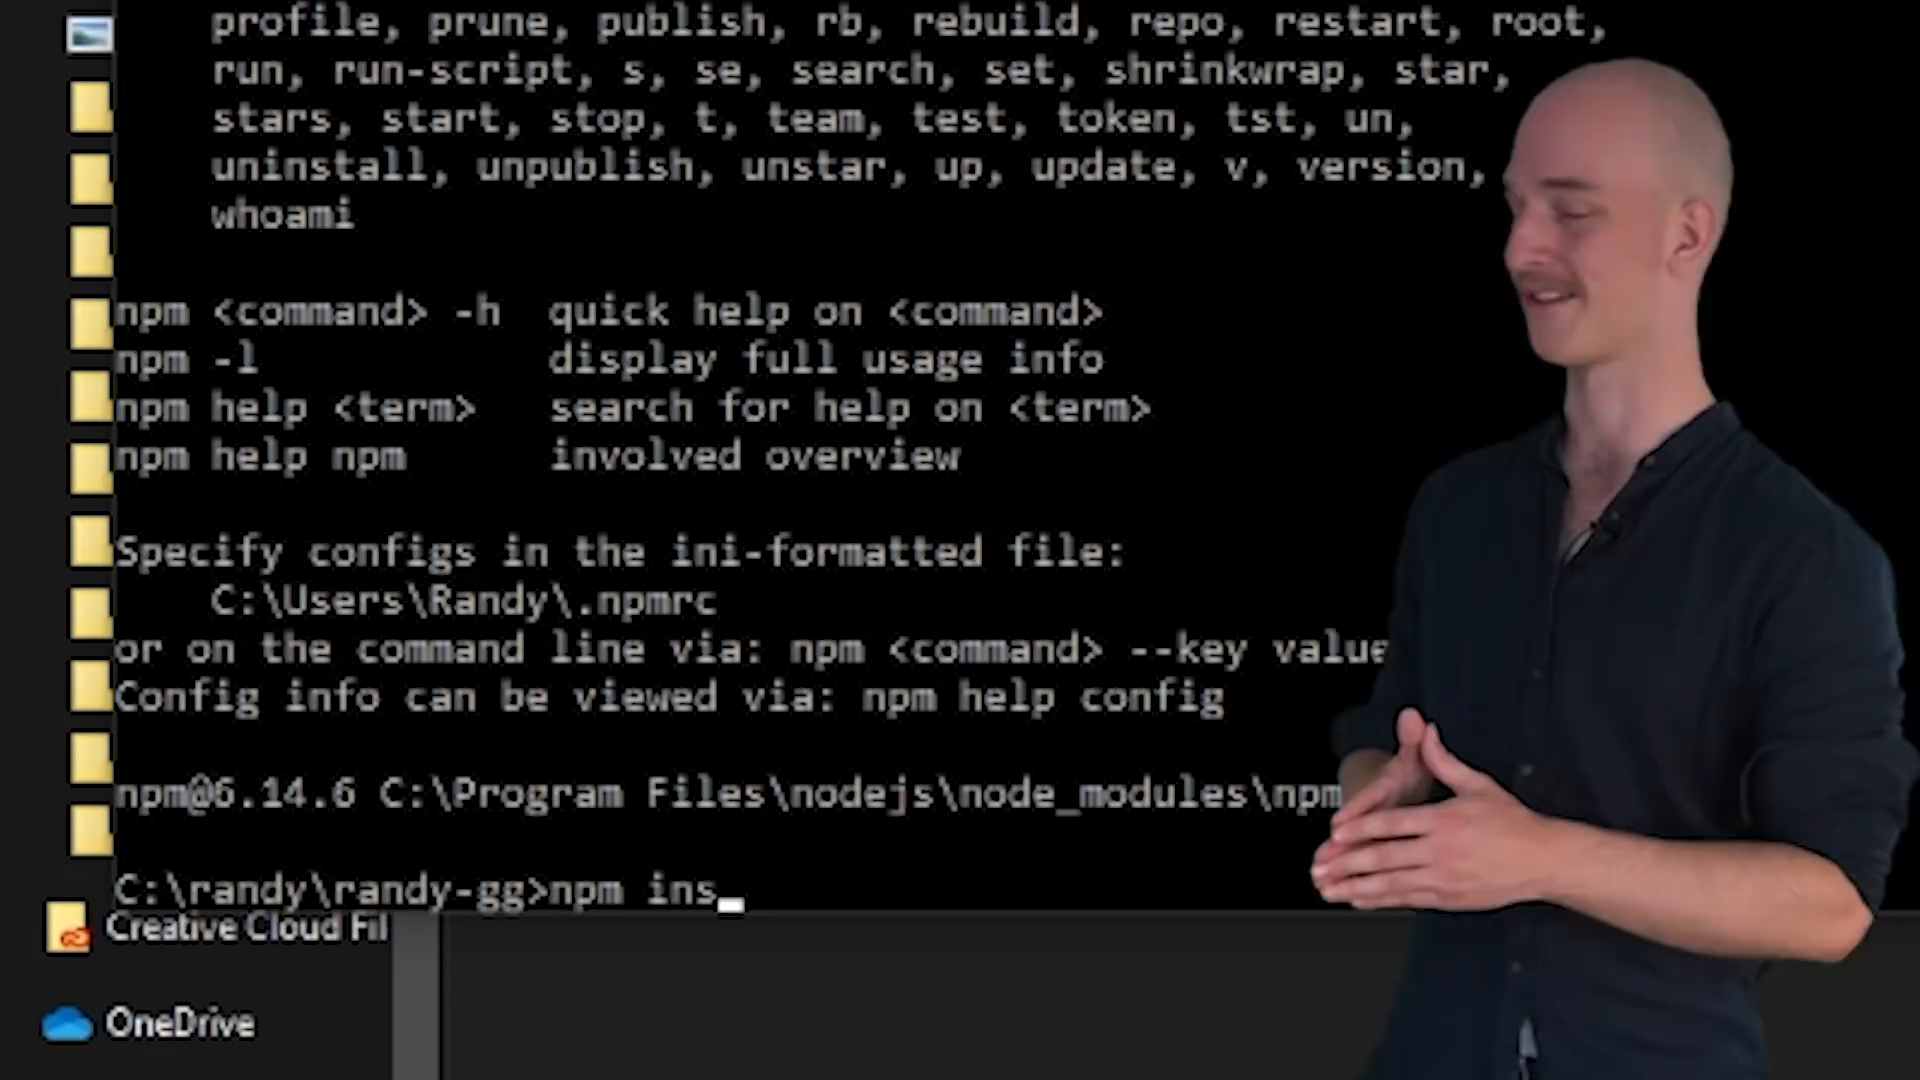 profile, prune, publish, rb, rebuild, repo, restart, root,
run, run-script, s, se, search, set, shrinkwrap, star,
stars, start, stop, t, team, test, token, tst, un,
uninstall, unpublish, unstar, up, update, v, version,
whoami
npm <command> -h quick help on <command>
npm -l display full usage info
npm help <term> search for help on <term>
npm help npm involved overview
Specify configs in the ini-formatted file:
C:\Users\Randy\.npmrc
or on the command line via: npm <command> --key value
Config info can be viewed via: npm help config
npm@6.14.6 C:\Program Files\nodejs\node_modules\npm
C:\randy\randy-gg>npm ins_
Creative Cloud Fil
OneDrive